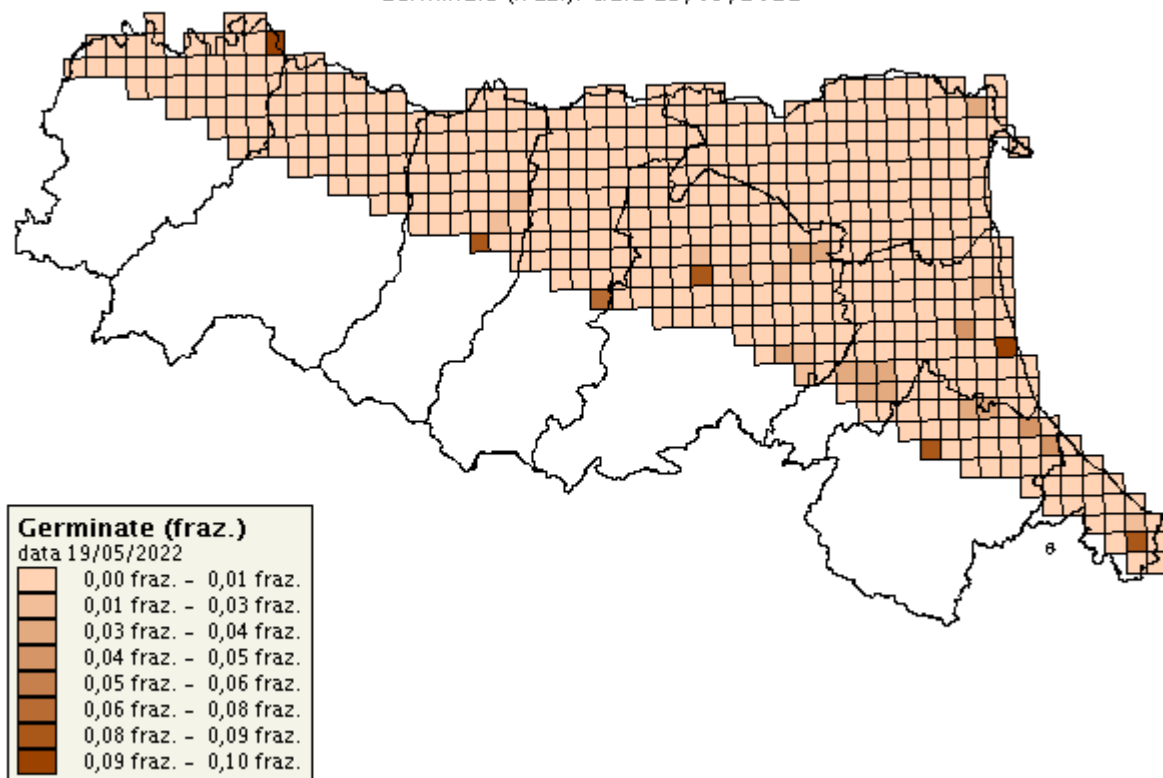 Germinate (fraz.)
data 19/05/2022
0,00 fraz. - 0,01 fraz.
0,01 fraz. - 0,03 fraz.
0,03 fraz. - 0,04 fraz.
0,04 fraz. - 0,05 fraz.
0,05 fraz. - 0,06 fraz.
0,06 fraz. - 0,08 fraz.
0,08 fraz. - 0,09 fraz.
0,09 fraz. - 0,10 fraz.